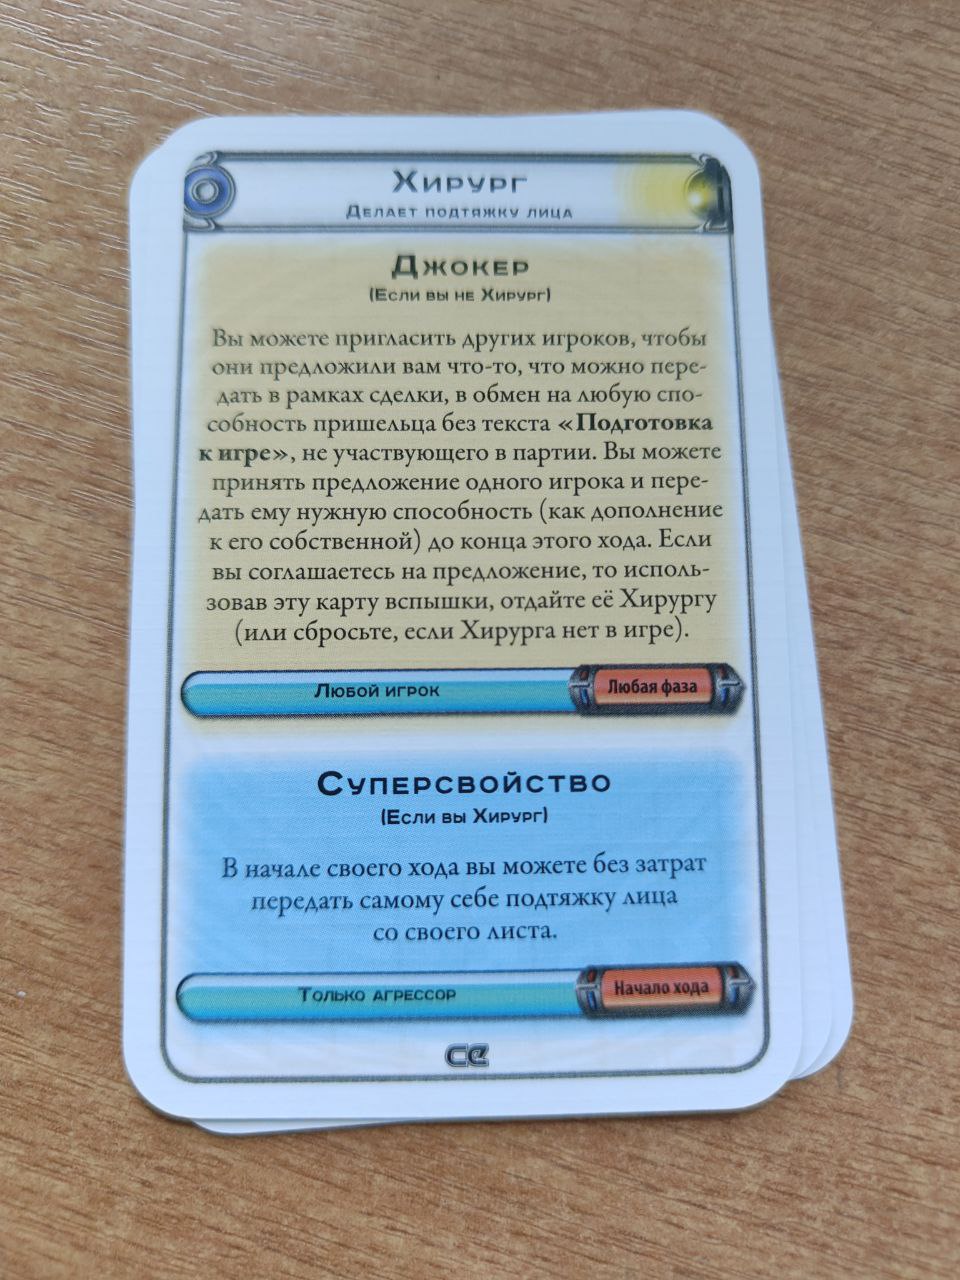 Хирург
Делает подтяжку лица
Джокер
(Если вы не Хирург)
Вы можете пригласить других игроков, чтобы
они предложили вам что-то, что можно пере-
дать в рамках сделки, в обмен на любую спо-
собность пришельца без текста «Подготовка
к игре», не участвующего в партии. Вы можете
принять предложение одного игрока и пере-
дать ему нужную способность (как дополнение
к его собственной) до конца этого хода. Если
вы соглашаетесь на предложение, то исполь-
зовав эту карту вспышки, отдайте её Хирургу
(или сбросьте, если Хирурга нет в игре).
Любой игрок Любая фаза
Суперсвойство
(Если вы Хирург)
В начале своего хода вы можете без затрат
передать самому себе подтяжку лица
со своего листа.
Только агрессор Начало хода
CE